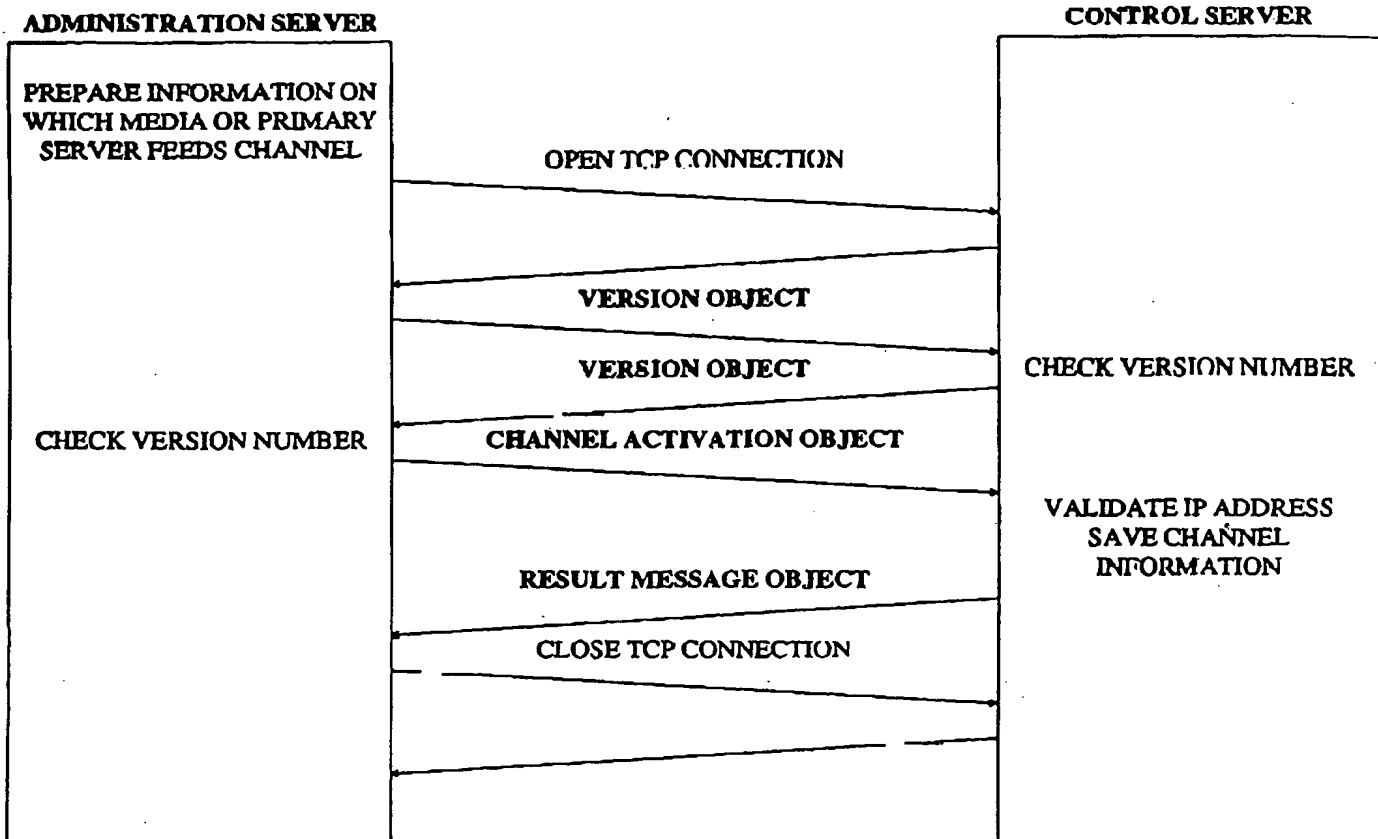 ADMINISTRATION SERVER
CONTROL SERVER
PREPARE INFORMATION ON
WHICH MEDIA OR PRIMARY
SERVER FEEDS CHANNEL
OPEN TCP CONNECTION
VERSION OBJECT
VERSION OBJECT
CHECK VERSION NUMBER
CHECK VERSION NUMBER
CHANNEL ACTIVATION OBJECT
VALIDATE IP ADDRESS
SAVE CHANNEL
INFORMATION
RESULT MESSAGE OBJECT
CLOSE TCP CONNECTION